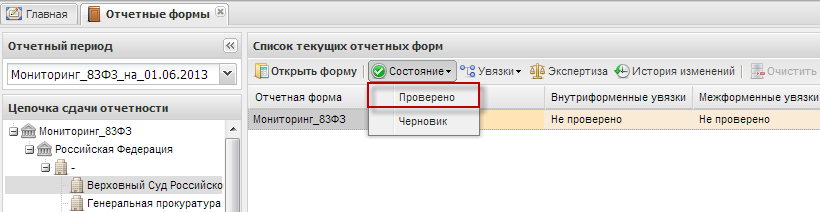 Главная Отчетные формы
Отчетный период
Мониторинг_83ФЗ_на_01.06.2013
Цепочка сдачи отчетности
Мониторинг_83ФЗ
Российская Федерация
-
Верховный Суд Российско
Генеральная прокуратура
Список текущих отчетных форм
Открыть форму Состояние Увязки Экспертиза История изменений Очистить
Отчетная форма Внутриформенные увязки Межформенные увязки
Проверено
Черновик
Мониторинг_83ФЗ Не проверено Не проверено